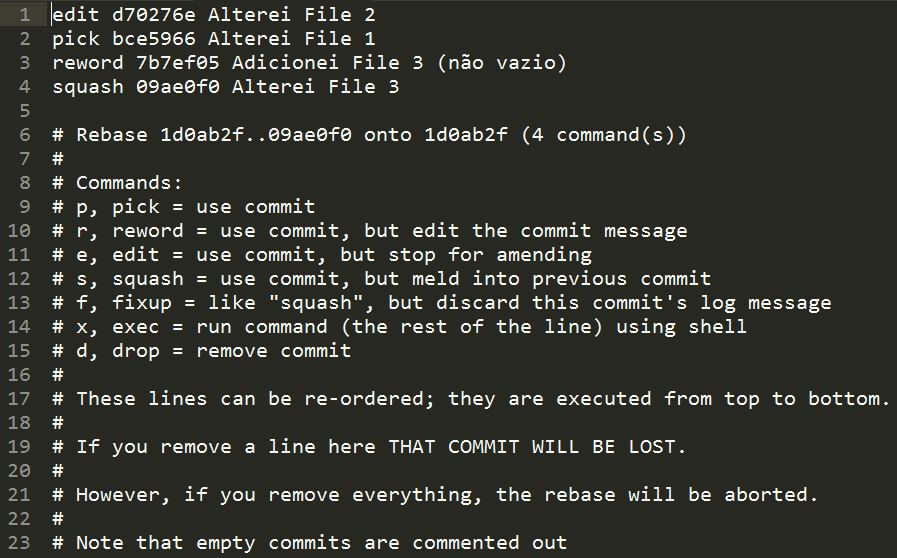 1 edit d70276e Alterei File 2
2 pick bce5966 Alterei File 1
3 reword 7b7ef05 Adicionei File 3 (não vazio)
4 squash 09ae0f0 Alterei File 3
5
6 # Rebase 1d0ab2f..09ae0f0 onto 1d0ab2f (4 command(s))
7 #
8 # Commands:
9 # p, pick = use commit
10 # r, reword = use commit, but edit the commit message
11 # e, edit = use commit, but stop for amending
12 # s, squash = use commit, but meld into previous commit
13 # f, fixup = like "squash", but discard this commit's log message
14 # x, exec = run command (the rest of the line) using shell
15 # d, drop = remove commit
16 #
17 # These lines can be re-ordered; they are executed from top to bottom.
18 #
19 # If you remove a line here THAT COMMIT WILL BE LOST.
20 #
21 # However, if you remove everything, the rebase will be aborted.
22 #
23 # Note that empty commits are commented out